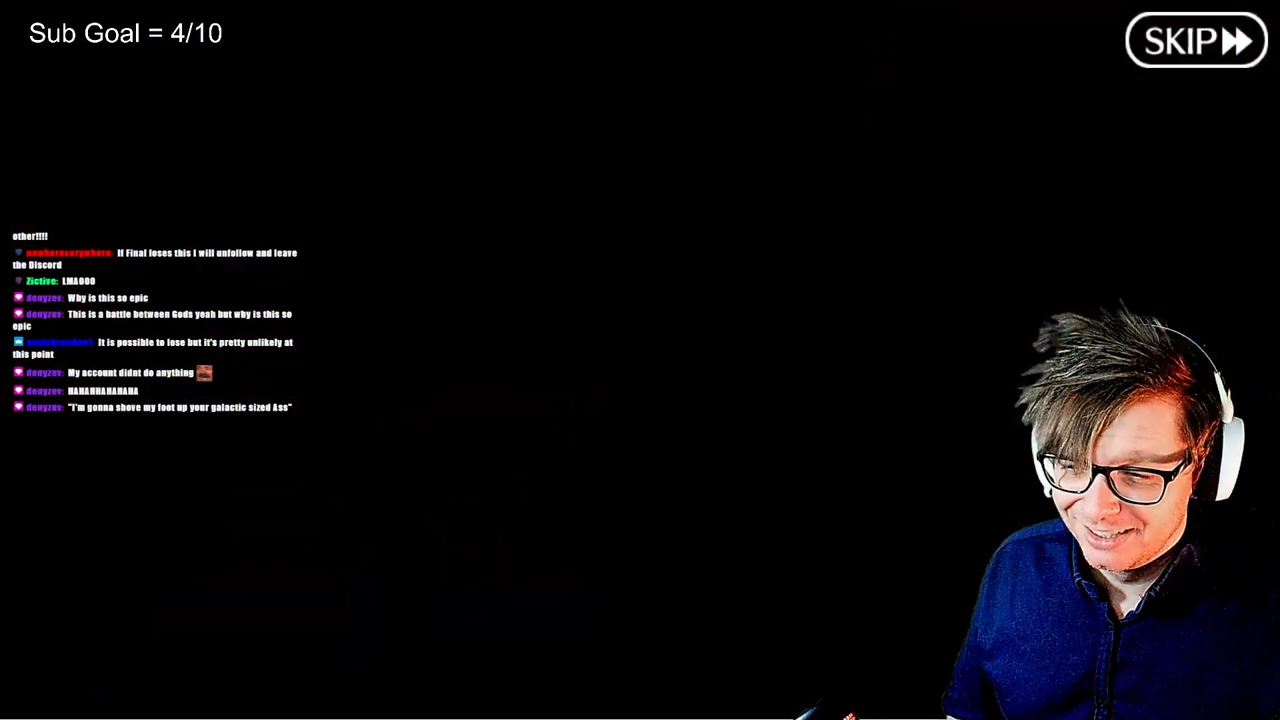 Sub Goal = 4/10
SKIP
other!!!!
If Final loses this I will unfollow and leave
the Discord
Zictive: LMAOOO
denyzev: Why is this so epic
denyzev: This is a battle between Gods yeah but why is this so
epic
It is possible to lose but it's pretty unlikely at
this point
denyzev: My account didnt do anything
denyzev: HAHAHHAHAHAHA
denyzev: "I'm gonna shove my foot up your galactic sized Ass"